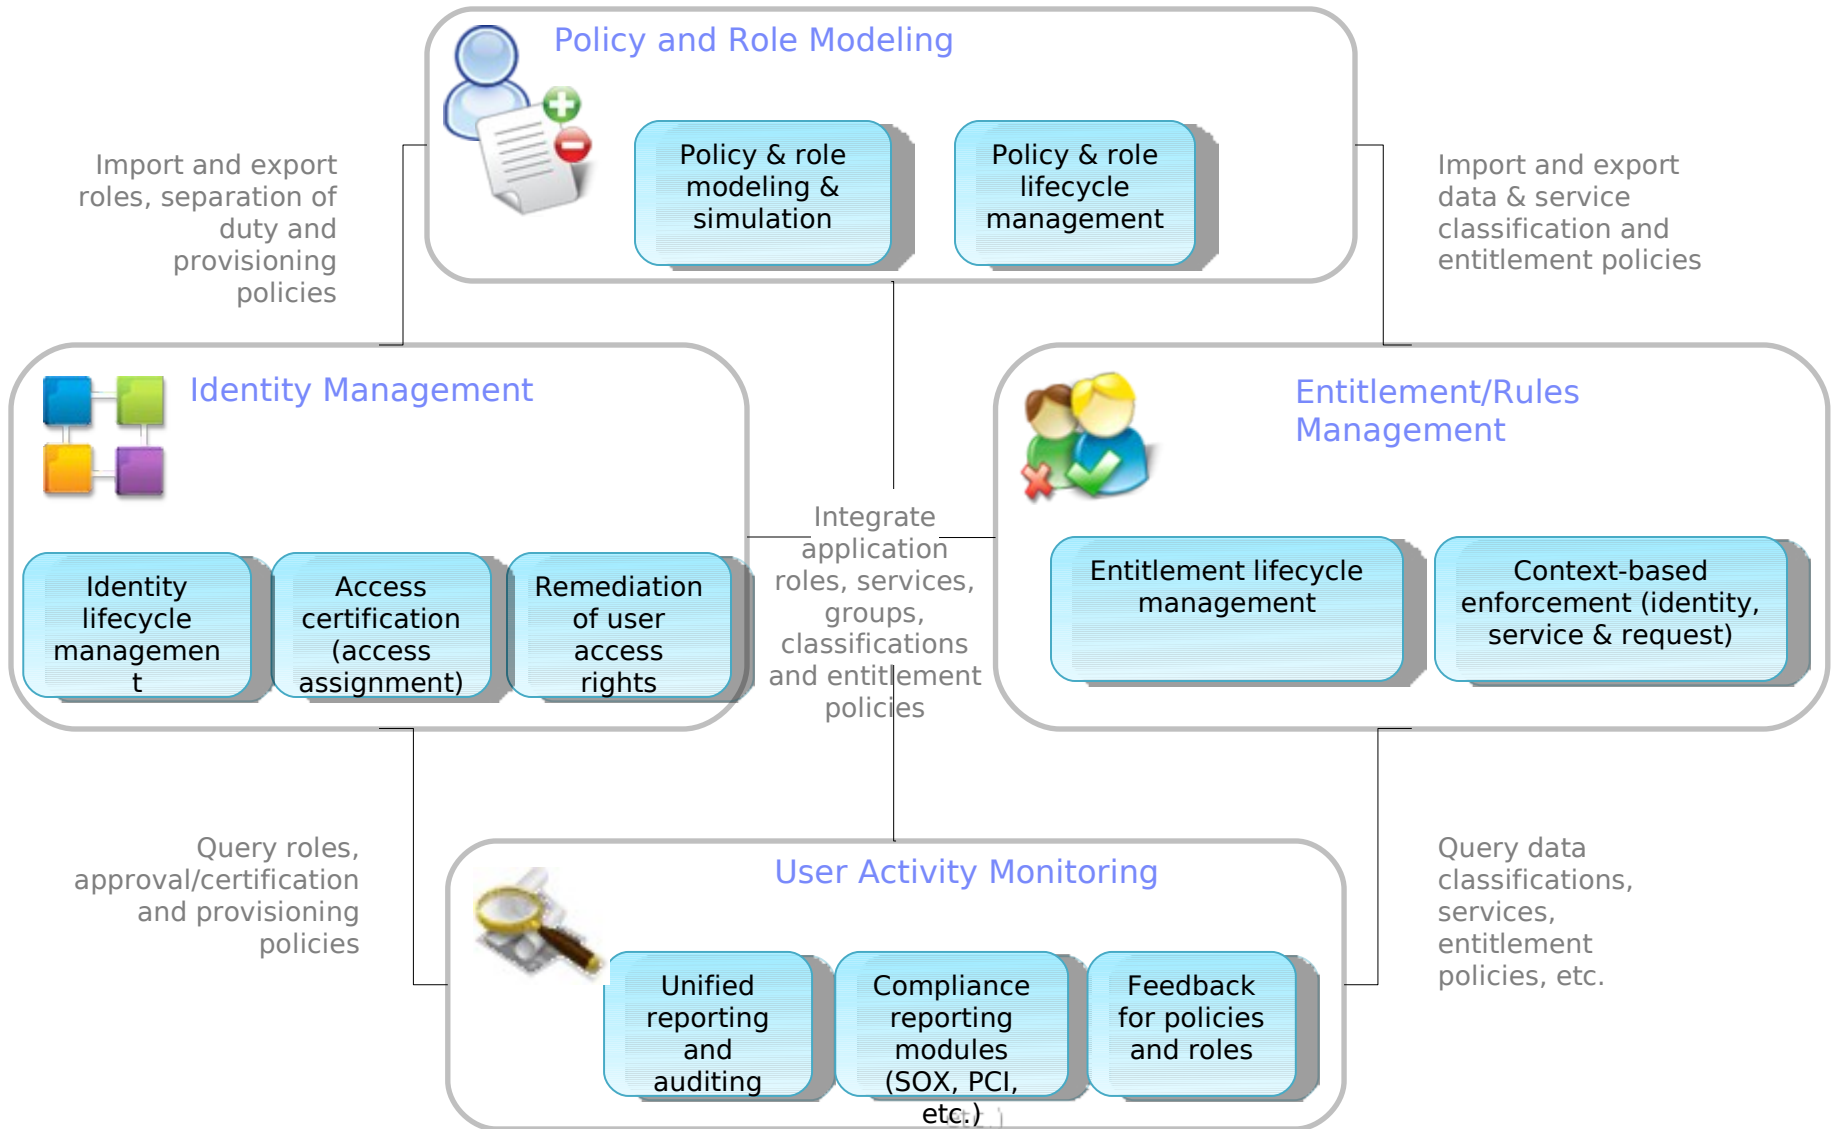 Policy and Role Modeling
Policy & role
modeling &
simulation
Policy & role
lifecycle
management
Import and export
roles, separation of
duty and
provisioning
policies
Import and export
data & service
classification and
entitlement policies
Identity Management
Identity
lifecycle
managemen
t
Access
certification
(access
assignment)
Remediation
of user
access
rights
Integrate
application
roles, services,
groups,
classifications
and entitlement
policies
Entitlement/Rules
Management
Entitlement lifecycle
management
Context-based
enforcement (identity,
service & request)
Query roles,
approval/certification
and provisioning
policies
User Activity Monitoring
Unified
reporting
and
auditing
Compliance
reporting
modules
(SOX, PCI,
etc.)
Feedback
for policies
and roles
Query data
classifications,
services,
entitlement
policies, etc.